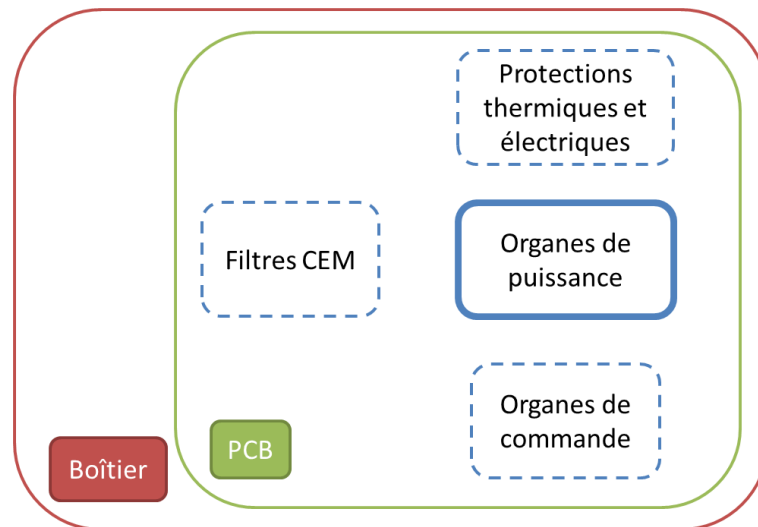 Protections
thermiques et
électriques
Filtres CEM
Organes de
puissance
Organes de
commande
PCB
Boîtier